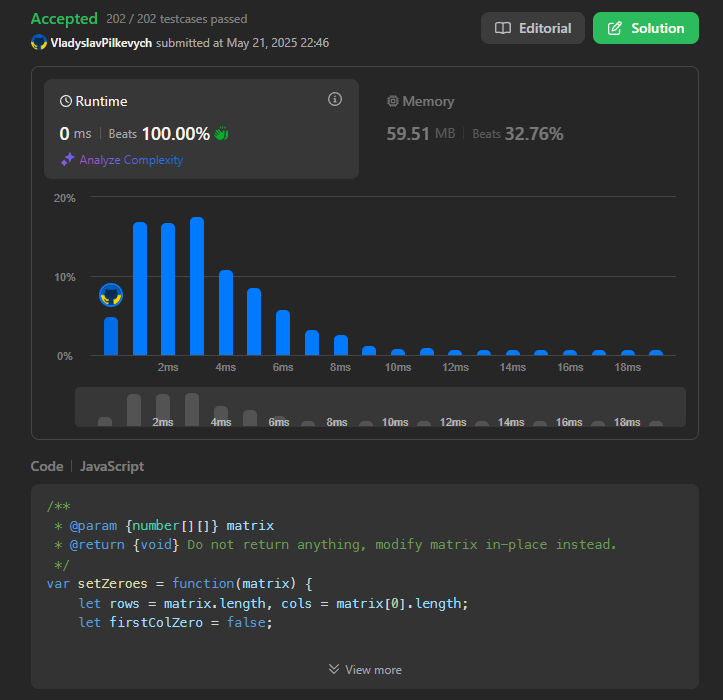 Accepted 202 / 202 testcases passed
Editorial
Solution
VladyslavPilkevych submitted at May 21, 2025 22:46
Runtime
0 ms | Beats 100.00%
Analyze Complexity
Memory
59.51 MB | Beats 32.76%
20%
10%
0%
2ms 4ms 6ms 8ms 10ms 12ms 14ms 16ms 18ms
2ms 4ms 6ms 8ms 10ms 12ms 14ms 16ms 18ms
Code | JavaScript
/**
 * @param {number[][]} matrix
 * @return {void} Do not return anything, modify matrix in-place instead.
 */
var setZeroes = function(matrix) {
    let rows = matrix.length, cols = matrix[0].length;
    let firstColZero = false;
View more